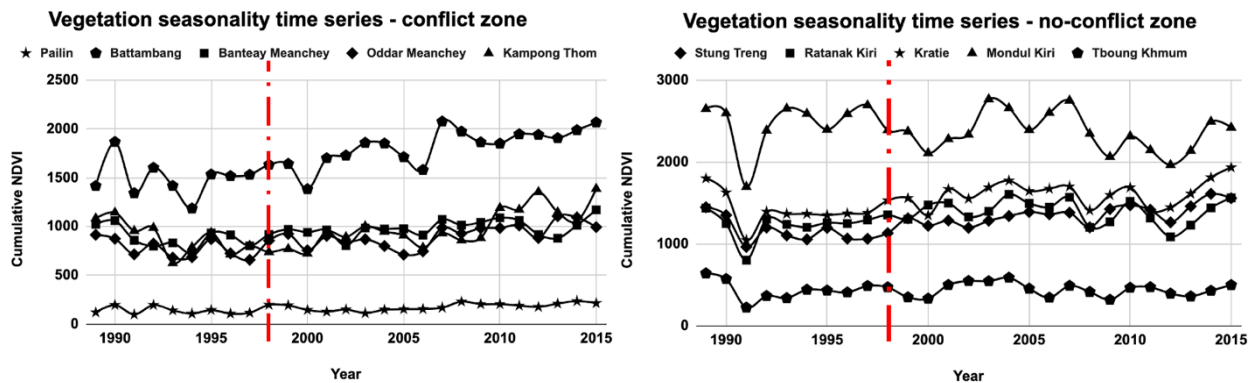 Vegetation seasonality time series - conflict zone
Pailin Battambang Banteay Meanchey Oddar Meanchey Kampong Thom
2500
2000
1500
1000
500
0
Cumulative NDVI
1990 1995 2000 2005 2010 2015
Year
Vegetation seasonality time series - no-conflict zone
Stung Treng Ratanak Kiri Kratie Mondul Kiri Tboung Khmum
3000
2000
1000
0
Cumulative NDVI
1990 1995 2000 2005 2010 2015
Year